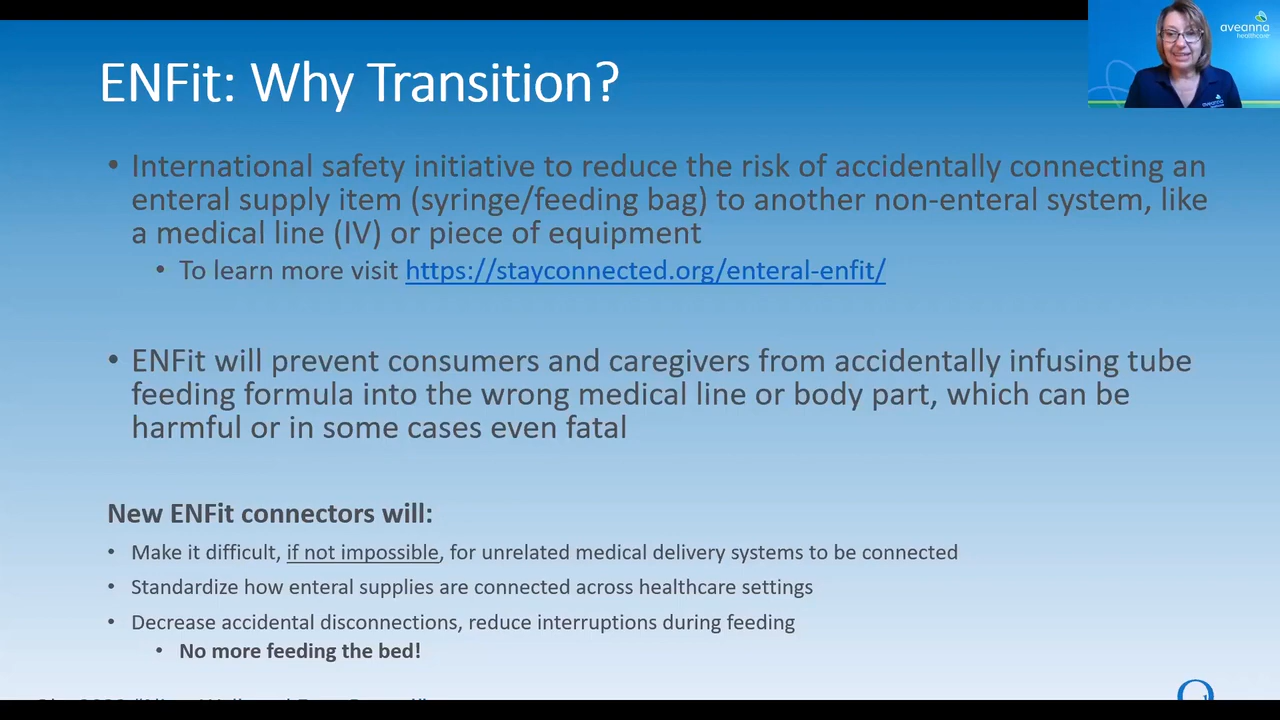 aveanna
healthcare
ENFit: Why Transition?
• International safety initiative to reduce the risk of accidentally connecting an
enteral supply item (syringe/feeding bag) to another non-enteral system, like
a medical line (IV) or piece of equipment
• To learn more visit https://stayconnected.org/enteral-enfit/
• ENFit will prevent consumers and caregivers from accidentally infusing tube
feeding formula into the wrong medical line or body part, which can be
harmful or in some cases even fatal
New ENFit connectors will:
• Make it difficult, if not impossible, for unrelated medical delivery systems to be connected
• Standardize how enteral supplies are connected across healthcare settings
• Decrease accidental disconnections, reduce interruptions during feeding
• No more feeding the bed!